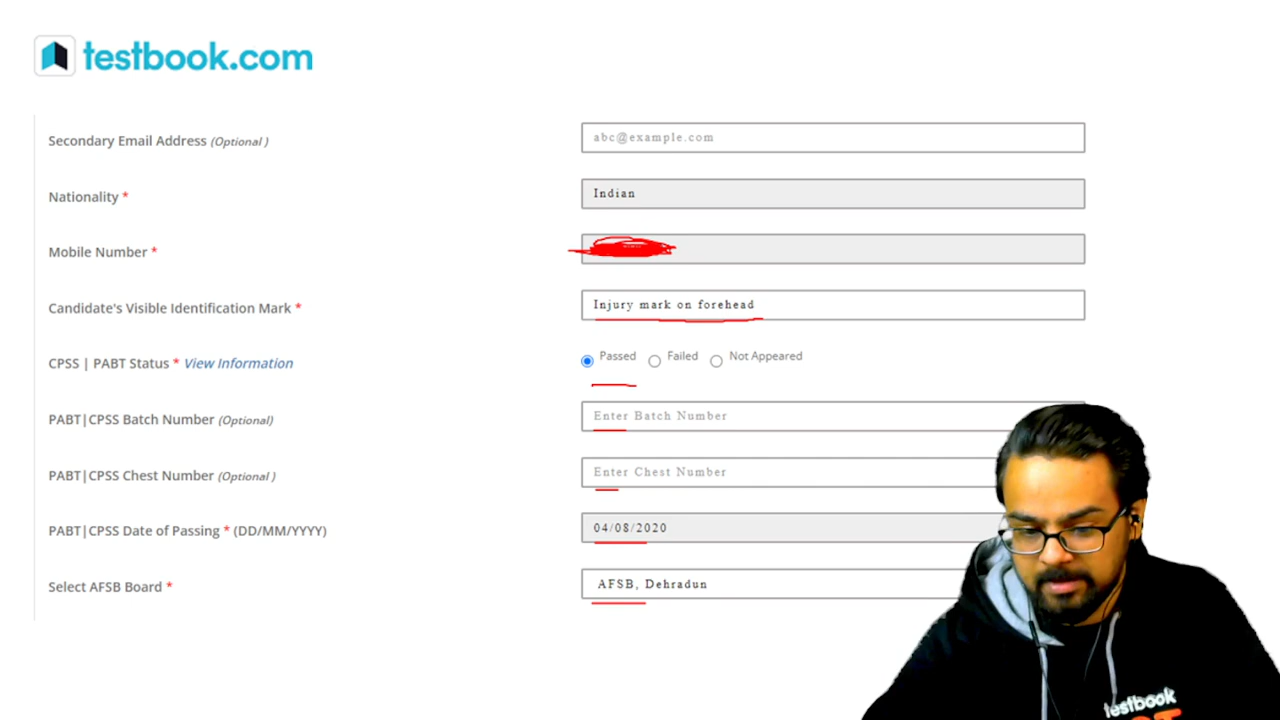 testbook.com
Secondary Email Address (Optional )
abc@example.com
Nationality *
Indian
Mobile Number *
Candidate's Visible Identification Mark *
Injury mark on forehead
CPSS | PABT Status * View Information
Passed Failed Not Appeared
PABT|CPSS Batch Number (Optional)
Enter Batch Number
PABT|CPSS Chest Number (Optional )
Enter Chest Number
PABT|CPSS Date of Passing * (DD/MM/YYYY)
04/08/2020
Select AFSB Board *
AFSB, Dehradun
testbook